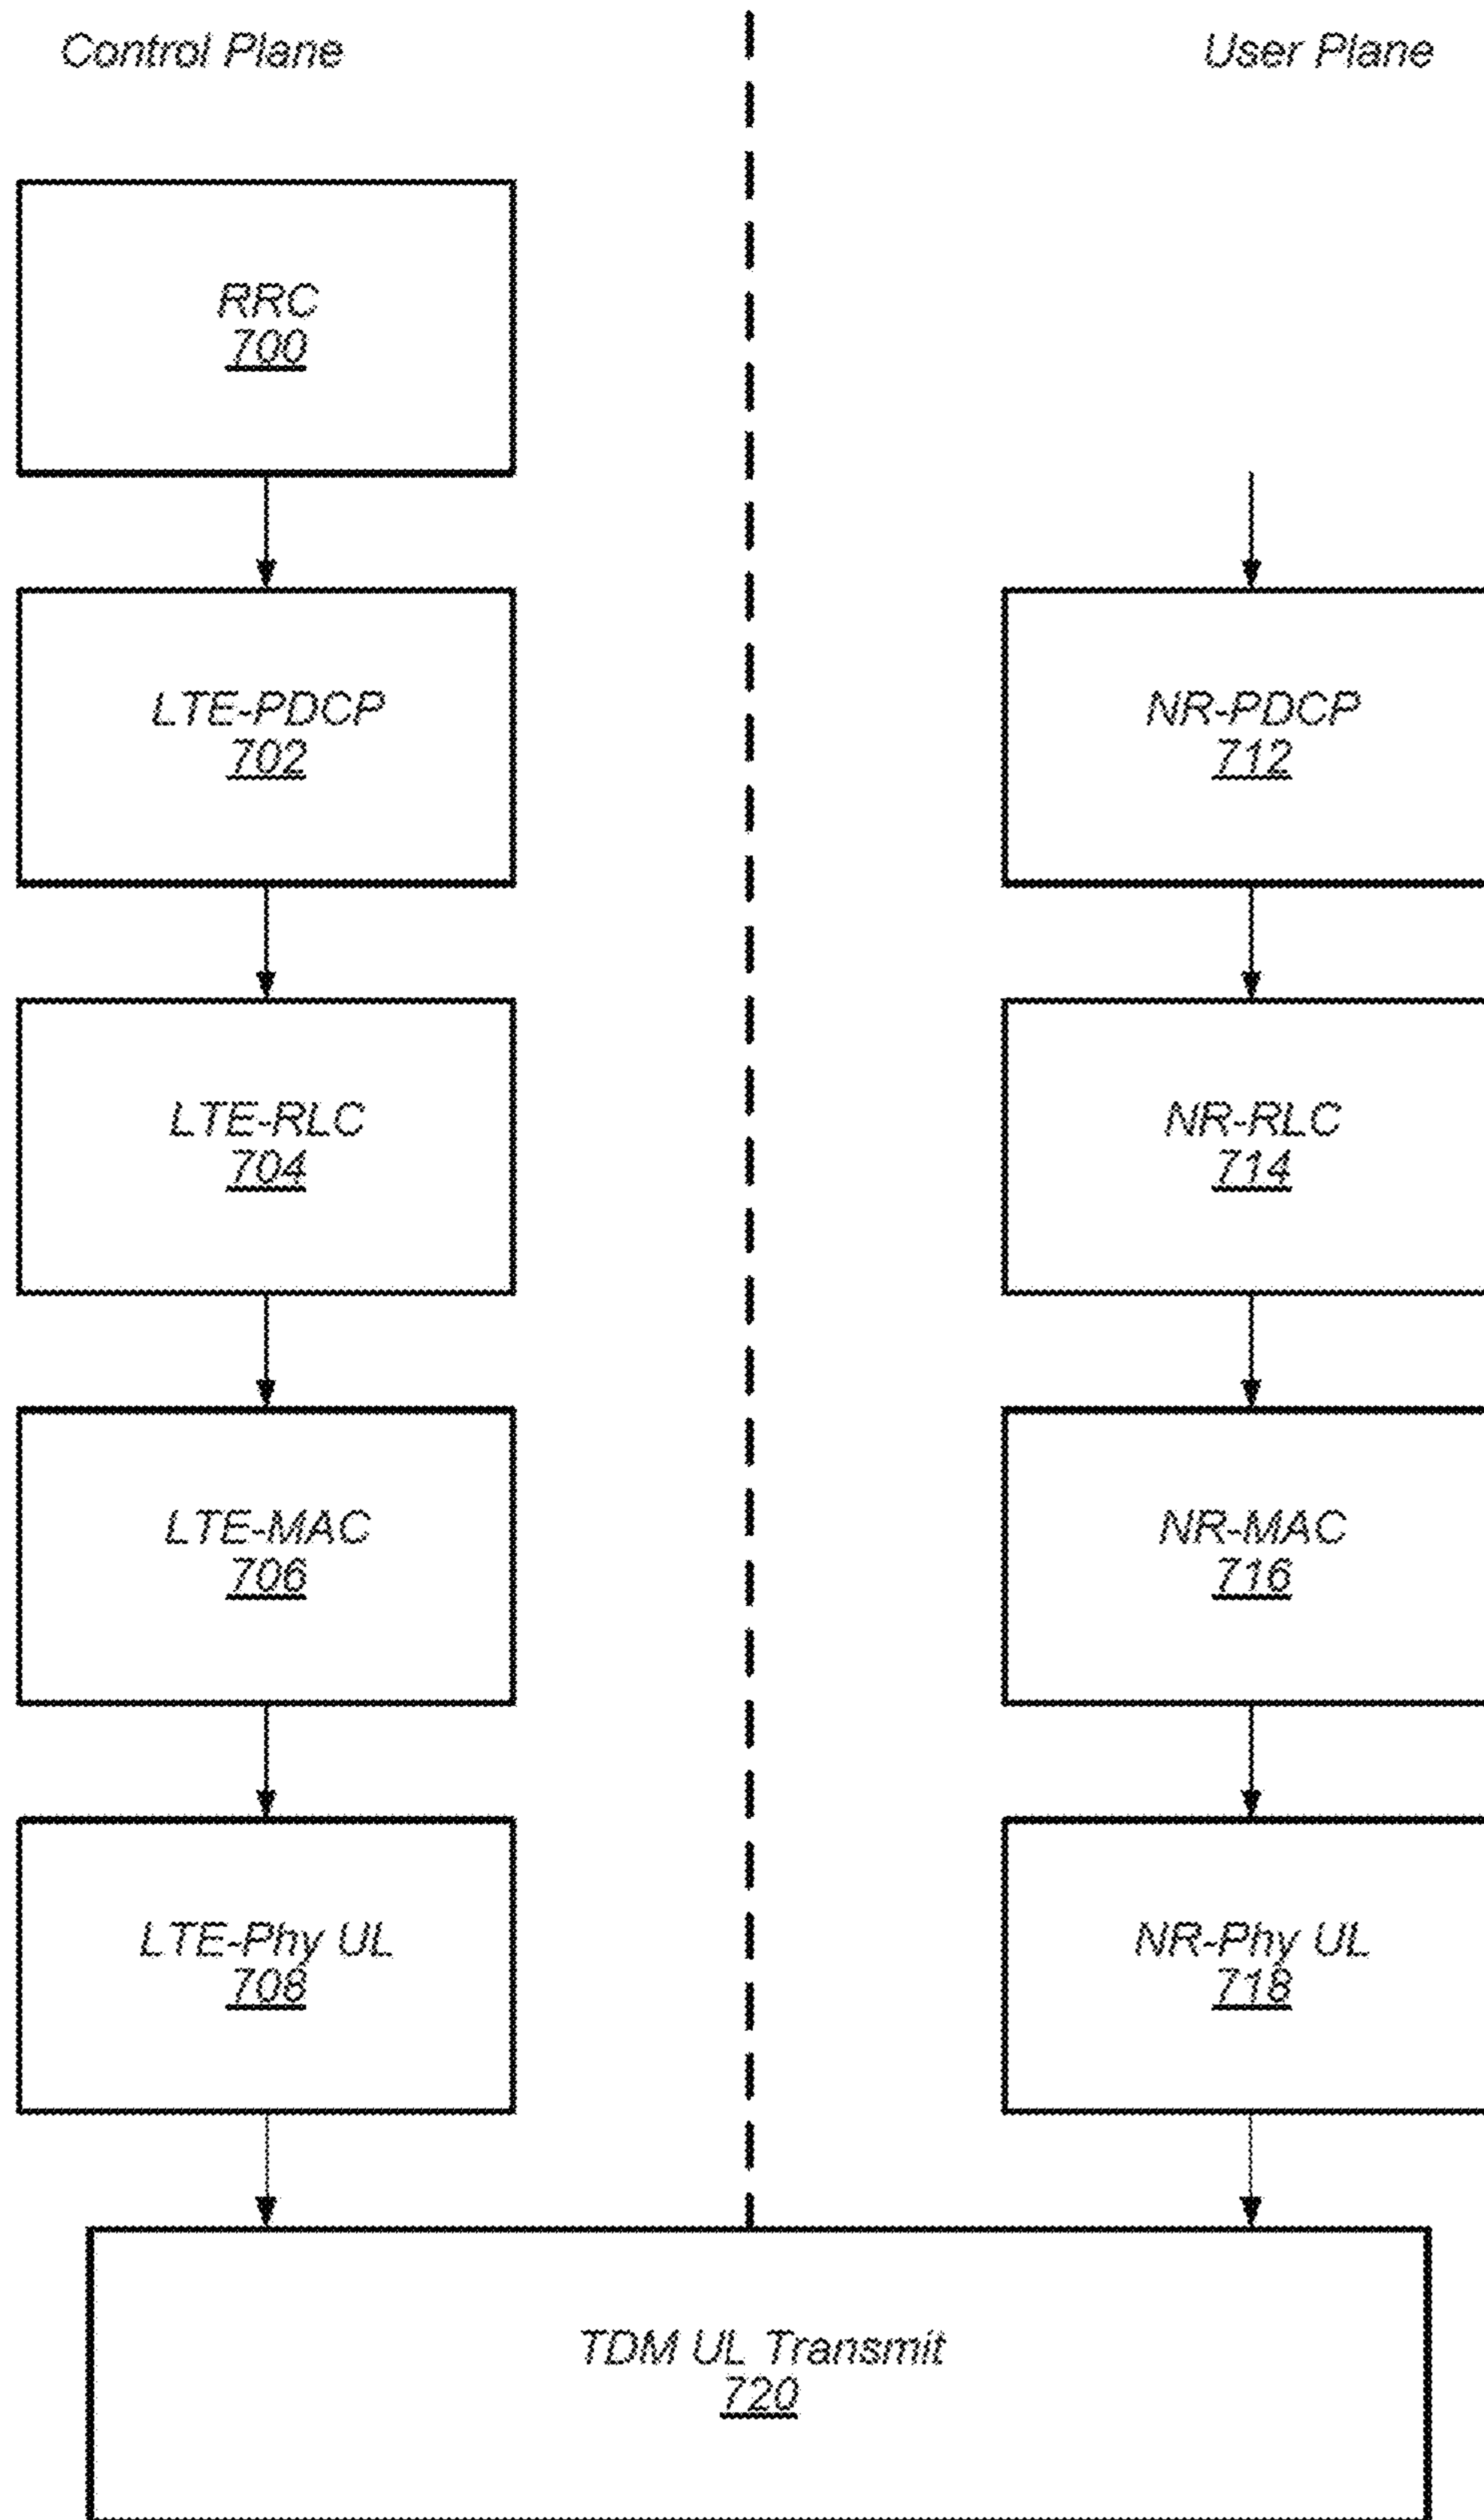 Control Plane
User Plane
RRC
700
LTE-PDCP
702
NR-PDCP
712
LTE-RLC
704
NR-RLC
714
LTE-MAC
706
NR-MAC
716
LTE-Phy UL
708
NR-Phy UL
718
TDM UL Transmit
720